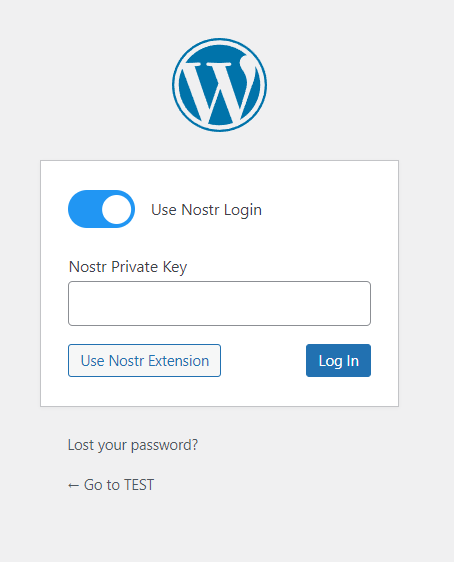 Use Nostr Login
Nostr Private Key
Use Nostr Extension
Log In
Lost your password?
← Go to TEST